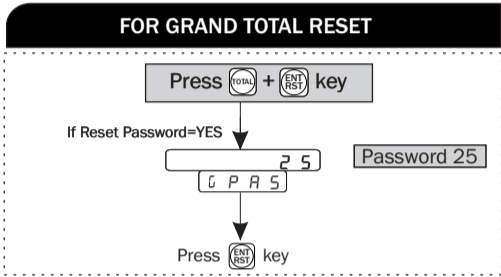 FOR GRAND TOTAL RESET
Press TOTAL + ENT RST key
If Reset Password=YES
25
Password 25
GPAS
Press ENT RST key